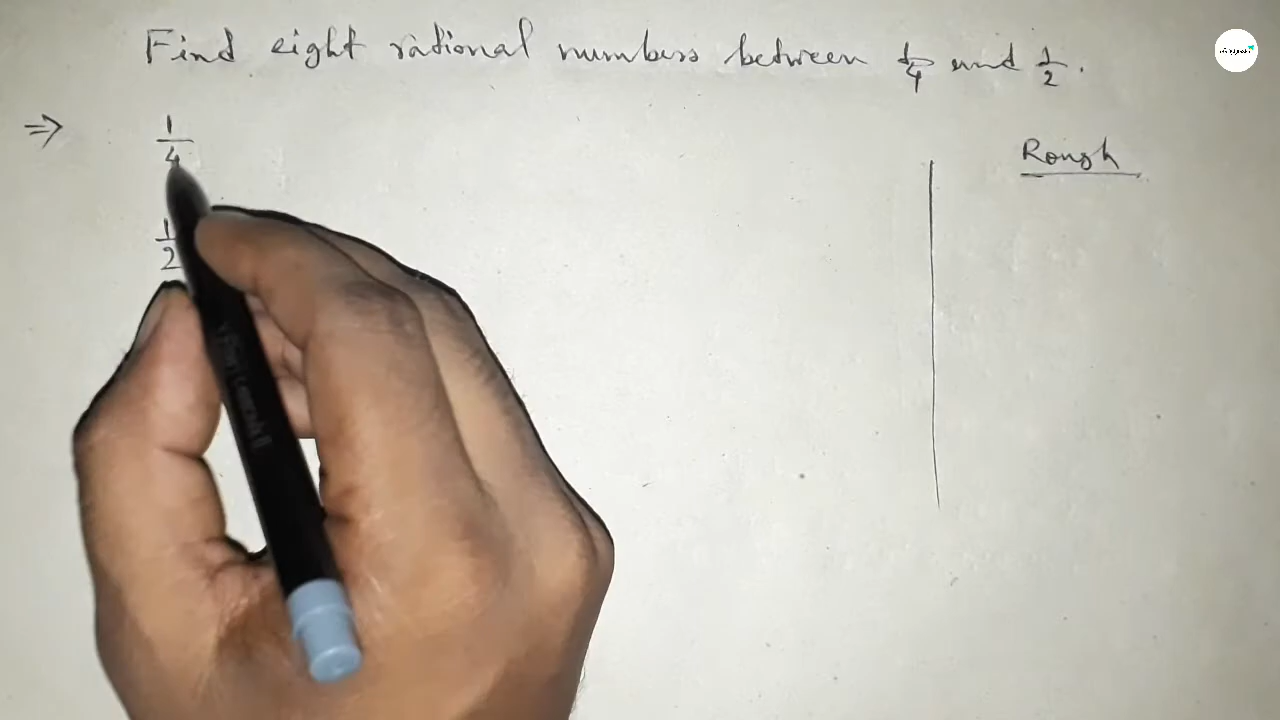 Find eight rational numbers between 1/4 and 1/2.
⇒ 1/4
Rough
1/2